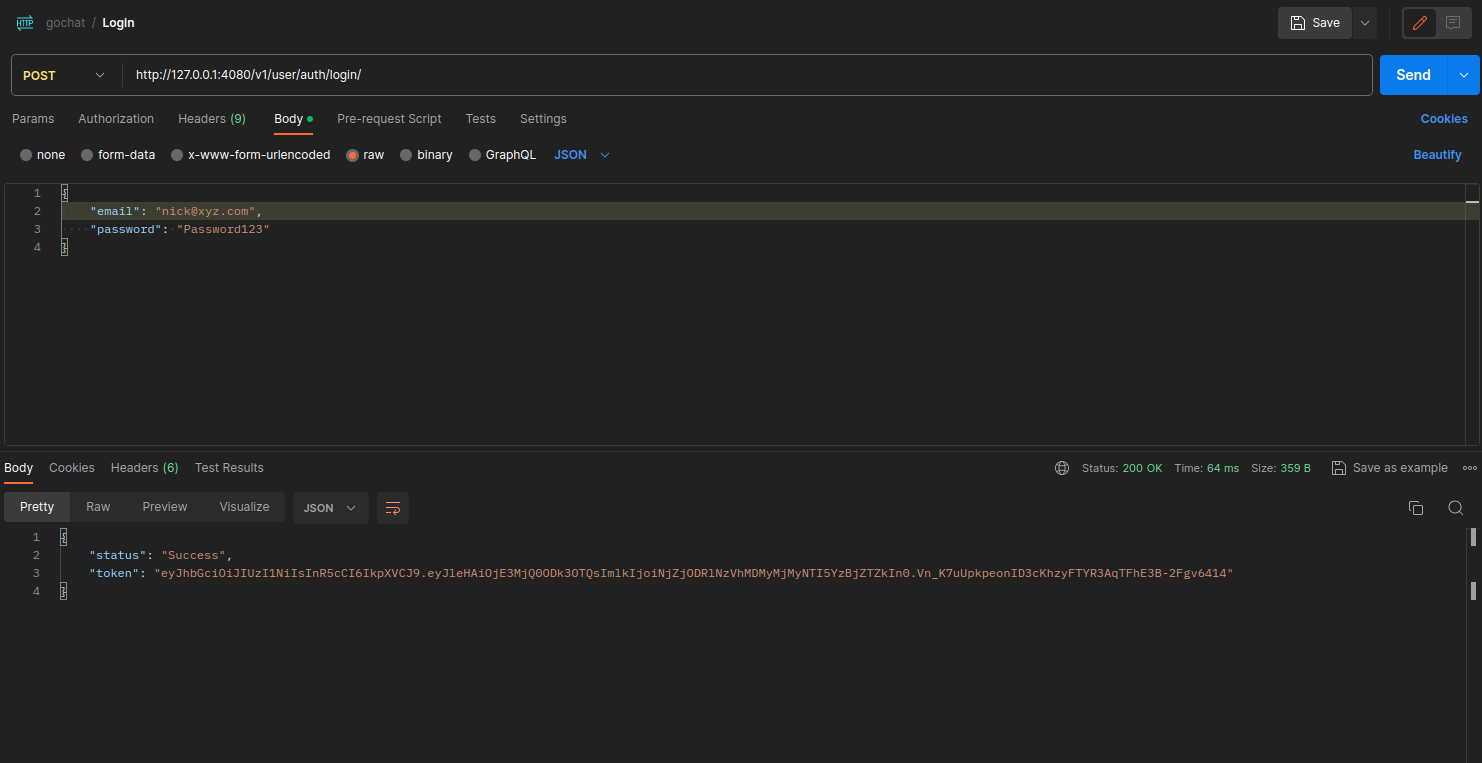 HTTP gochat / Login Save
POST http://127.0.0.1:4080/v1/user/auth/login/ Send
Params Authorization Headers (9) Body Pre-request Script Tests Settings Cookies
none form-data x-www-form-urlencoded raw binary GraphQL JSON Beautify
1 {
2 "email": "nick@xyz.com",
3 "password": "Password123"
4 }
Body Cookies Headers (6) Test Results Status: 200 OK Time: 64 ms Size: 359 B Save as example
Pretty Raw Preview Visualize JSON
1 {
2 "status": "Success",
3 "token": "eyJhbGciOiJIUzI1NiIsInR5cCI6IkpXVCJ9.eyJleHAiOjE3MjQ0ODk3OTQsImlkIjoiNjZjODRlNzVhMDMyMjMyNTI5YzBjZTZkIn0.Vn_K7uUpkpeonID3cKhzyFTYR3AqTFhE3B-2Fgv6414"
4 }